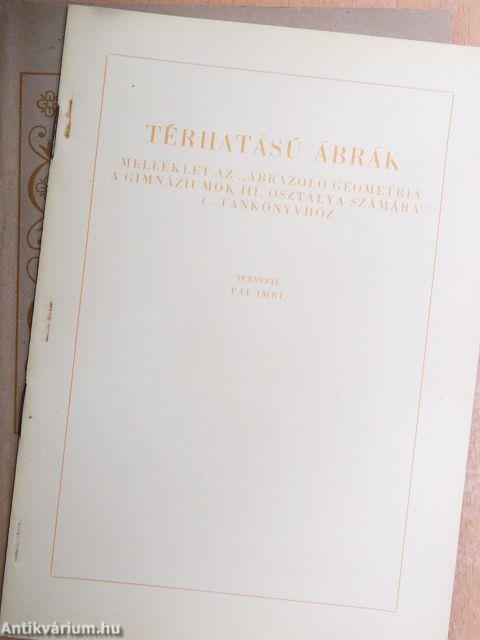 TÉRHATÁSÚ ÁBRÁK
MELLÉKLET AZ „ÁBRÁZOLÓ GEOMETRIA
A GIMNÁZIUMOK III. OSZTÁLYA SZÁMÁRA”
C. TANKÖNYVHÖZ
TERVEZTE
PÁL IMRE
Antikvárium.hu